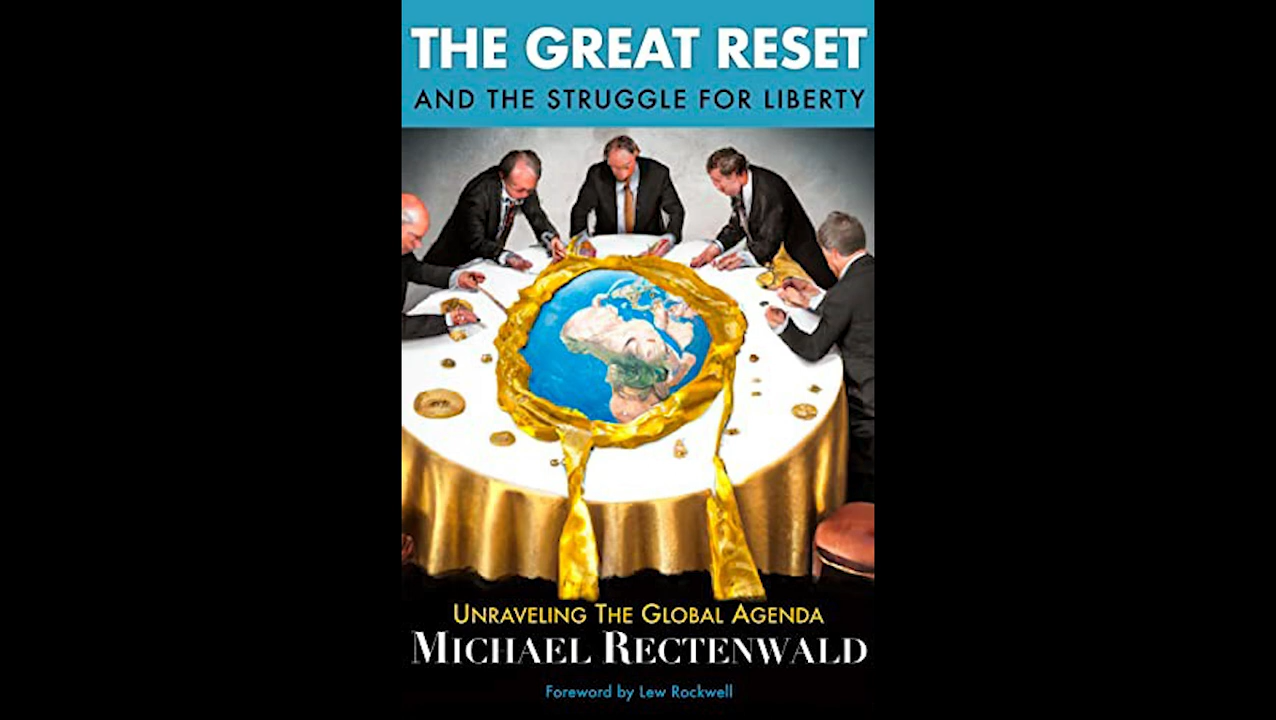 THE GREAT RESET
AND THE STRUGGLE FOR LIBERTY
UNRAVELING THE GLOBAL AGENDA
MICHAEL RECTENWALD
Foreword by Lew Rockwell